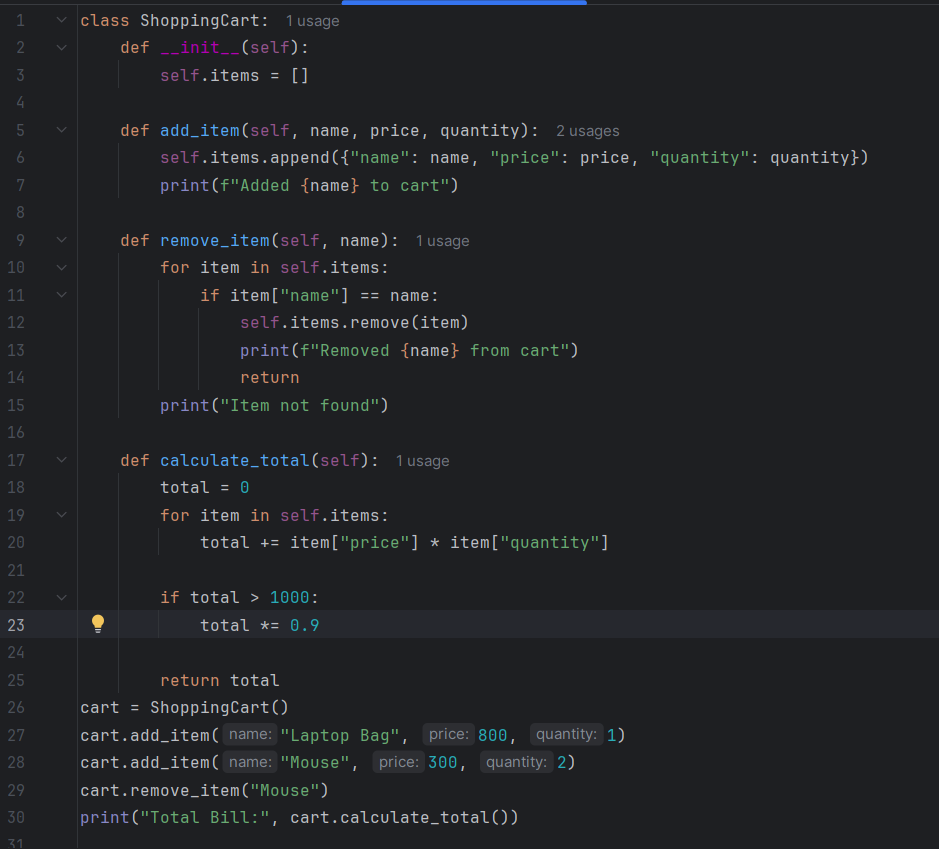 1 class ShoppingCart: 1 usage
2     def __init__(self):
3         self.items = []
4
5     def add_item(self, name, price, quantity): 2 usages
6         self.items.append({"name": name, "price": price, "quantity": quantity})
7         print(f"Added {name} to cart")
8
9     def remove_item(self, name): 1 usage
10         for item in self.items:
11             if item["name"] == name:
12                 self.items.remove(item)
13                 print(f"Removed {name} from cart")
14                 return
15         print("Item not found")
16
17     def calculate_total(self): 1 usage
18         total = 0
19         for item in self.items:
20             total += item["price"] * item["quantity"]
21
22         if total > 1000:
23             total *= 0.9
24
25         return total
26 cart = ShoppingCart()
27 cart.add_item( name: "Laptop Bag", price: 800, quantity: 1)
28 cart.add_item( name: "Mouse", price: 300, quantity: 2)
29 cart.remove_item("Mouse")
30 print("Total Bill:", cart.calculate_total())
31